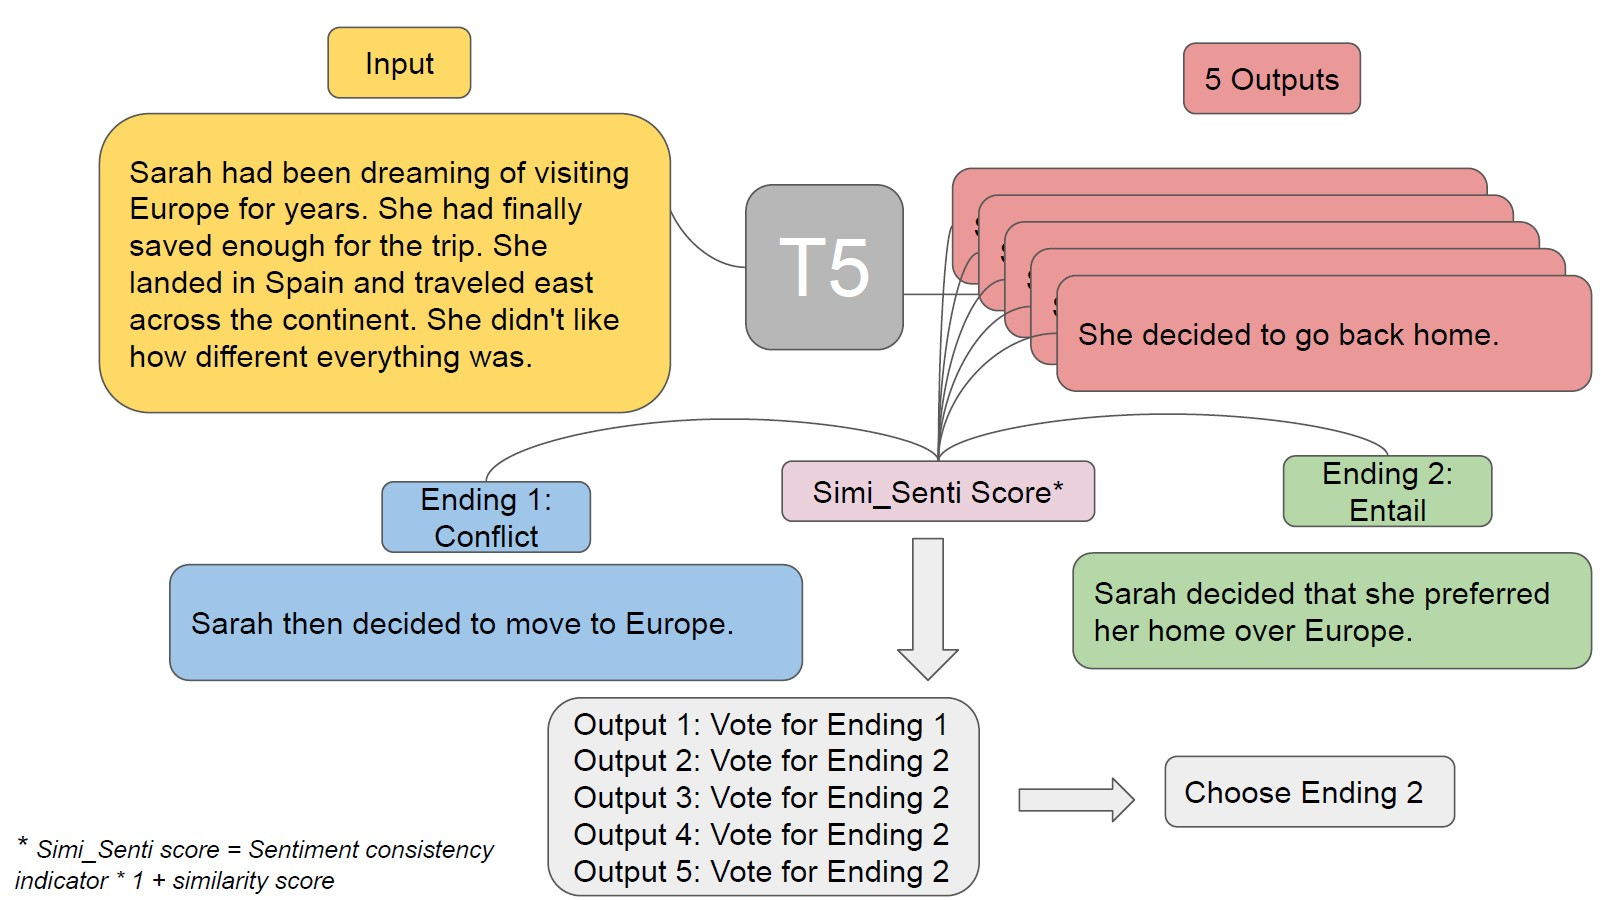 Input
Sarah had been dreaming of visiting
Europe for years. She had finally
saved enough for the trip. She
landed in Spain and traveled east
across the continent. She didn't like
how different everything was.
T5
5 Outputs
She decided to go back home.
Simi_Senti Score*
Ending 1:
Conflict
Sarah then decided to move to Europe.
Ending 2:
Entail
Sarah decided that she preferred
her home over Europe.
Output 1: Vote for Ending 1
Output 2: Vote for Ending 2
Output 3: Vote for Ending 2
Output 4: Vote for Ending 2
Output 5: Vote for Ending 2
Choose Ending 2
* Simi_Senti score = Sentiment consistency
indicator * 1 + similarity score